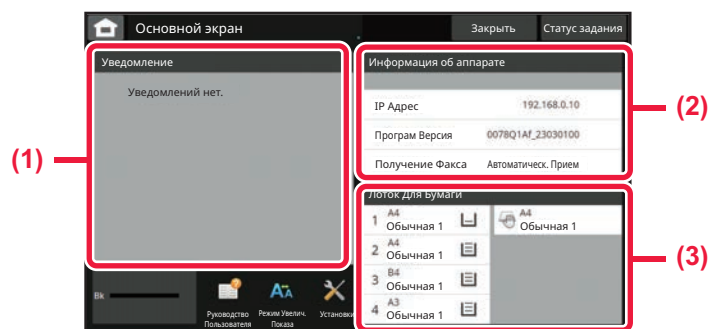 Основной экран
Закрыть
Статус задания
Уведомление
Уведомлений нет.
(1)
Информация об аппарате
IP Адрес 192.168.0.10
Програм Версия 0078Q1Af_23030100
Получение Факса Автоматическ. Прием
(2)
Лоток Для Бумаги
1 A4
Обычная 1
2 A4
Обычная 1
3 B4
Обычная 1
4 A3
Обычная 1
A4
Обычная 1
(3)
Bk
Руководство
Пользователя
Режим Увелич.
Показа
Установки